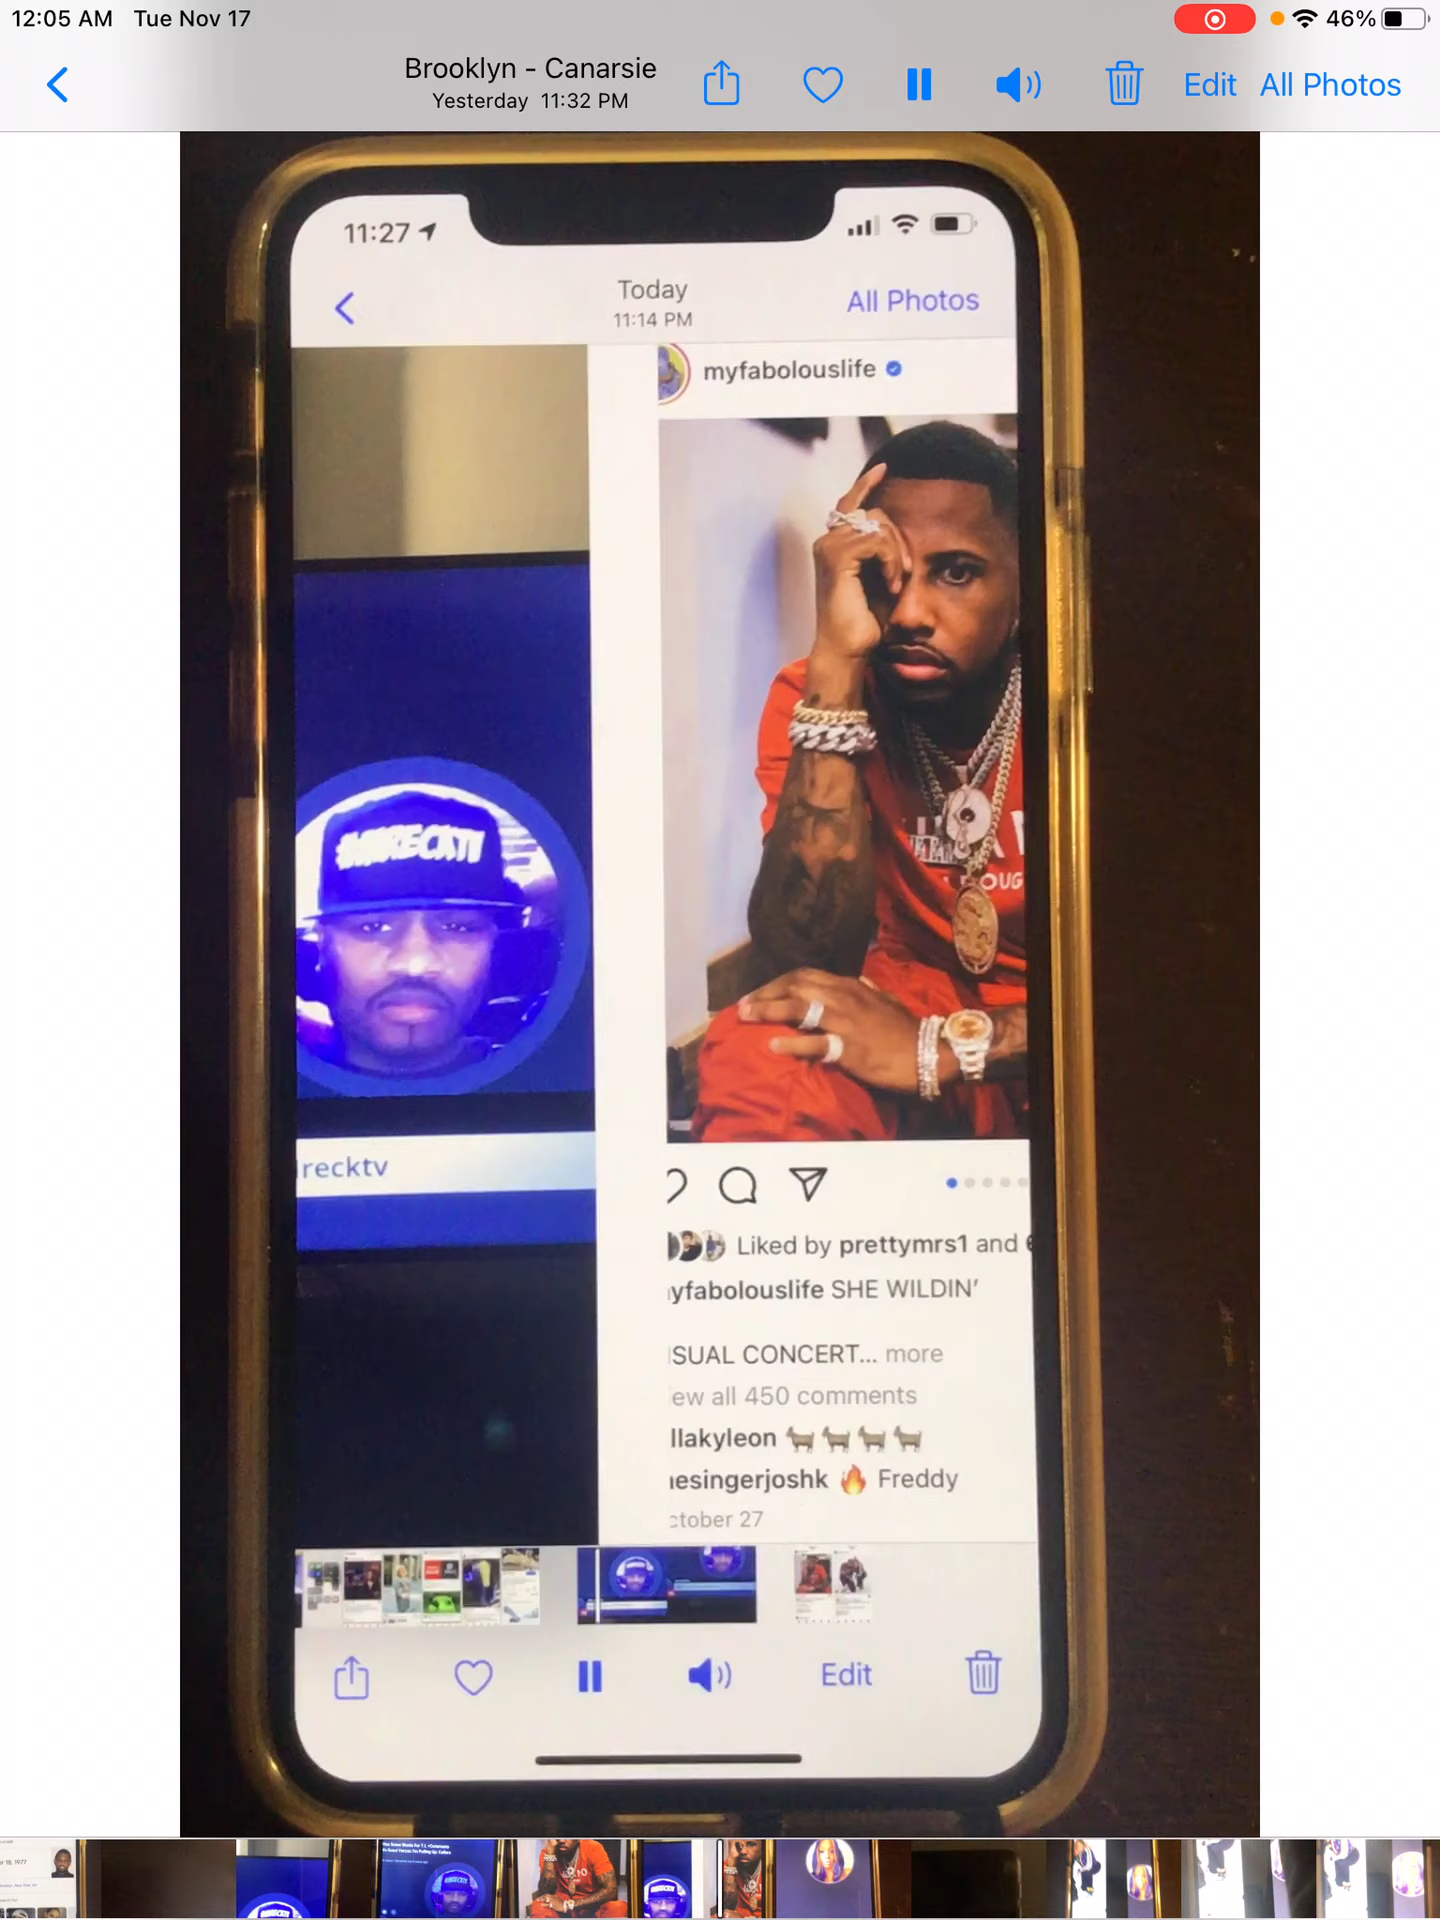 12:05 AM Tue Nov 17
46%
Brooklyn - Canarsie
Yesterday 11:32 PM
Edit All Photos
11:27
Today
11:14 PM
All Photos
myfabolouslife
OUG
recktv
Liked by prettymrs1 and
yfabolouslife SHE WILDIN'
SUAL CONCERT... more
ew all 450 comments
llakyleon 🐐🐐🐐🐐
esingerjoshk 🔥 Freddy
ctober 27
Edit